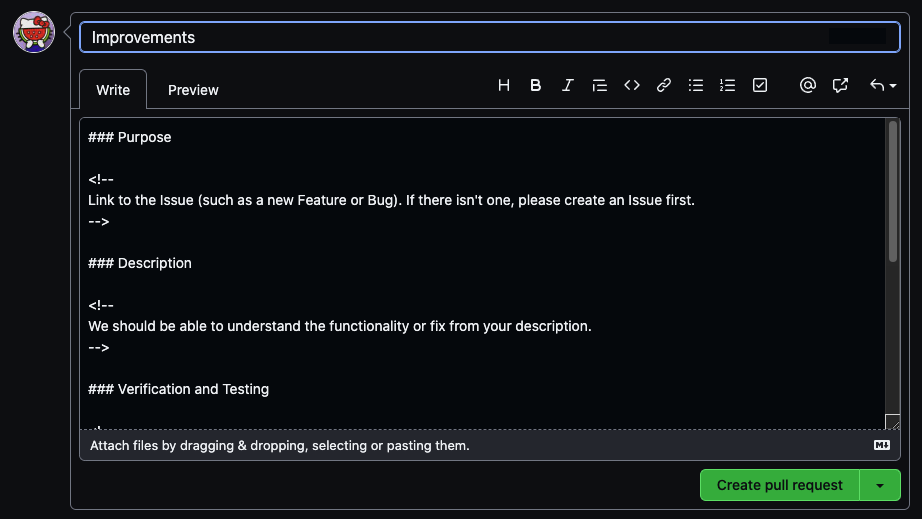 Improvements
Write
Preview
H B I
### Purpose
<!--
Link to the Issue (such as a new Feature or Bug). If there isn't one, please create an Issue first.
-->
### Description
<!--
We should be able to understand the functionality or fix from your description.
-->
### Verification and Testing
Attach files by dragging & dropping, selecting or pasting them.
Create pull request